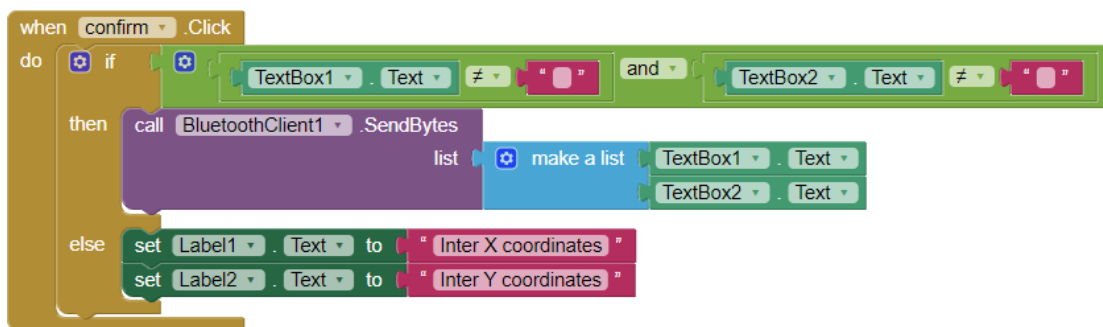 when confirm .Click
do if TextBox1 . Text ≠ " " and TextBox2 . Text ≠ " "
then call BluetoothClient1 .SendBytes
list make a list TextBox1 . Text
TextBox2 . Text
else set Label1 . Text to " Inter X coordinates "
set Label2 . Text to " Inter Y coordinates "